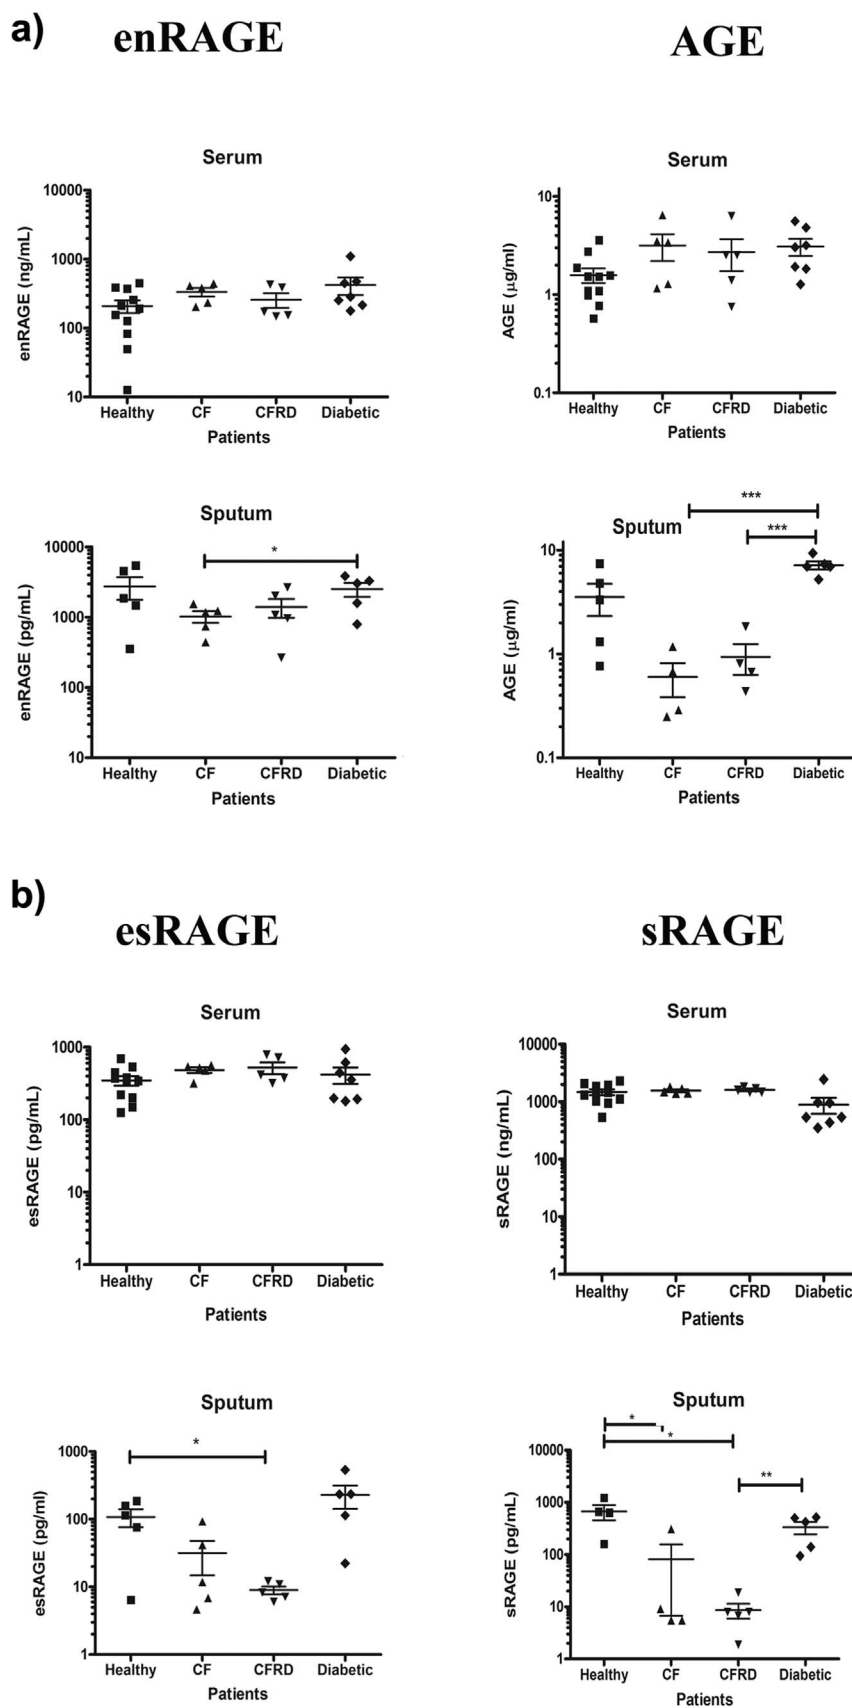 a)
enRAGE
AGE
Serum
10000
1000
100
10
enRAGE (ng/mL)
Healthy CF CFRD Diabetic
Patients
Serum
10
1
0.1
AGE (µg/ml)
Healthy CF CFRD Diabetic
Patients
Sputum
*
10000
1000
100
10
enRAGE (pg/mL)
Healthy CF CFRD Diabetic
Patients
***
***
Sputum
10
1
0.1
AGE (µg/ml)
Healthy CF CFRD Diabetic
Patients
b)
esRAGE
sRAGE
Serum
1000
100
10
1
esRAGE (pg/mL)
Healthy CF CFRD Diabetic
Patients
Serum
10000
1000
100
10
1
sRAGE (ng/mL)
Healthy CF CFRD Diabetic
Patients
Sputum
*
1000
100
10
1
esRAGE (pg/ml)
Healthy CF CFRD Diabetic
Patients
Sputum
*
*
**
10000
1000
100
10
1
sRAGE (pg/mL)
Healthy CF CFRD Diabetic
Patients